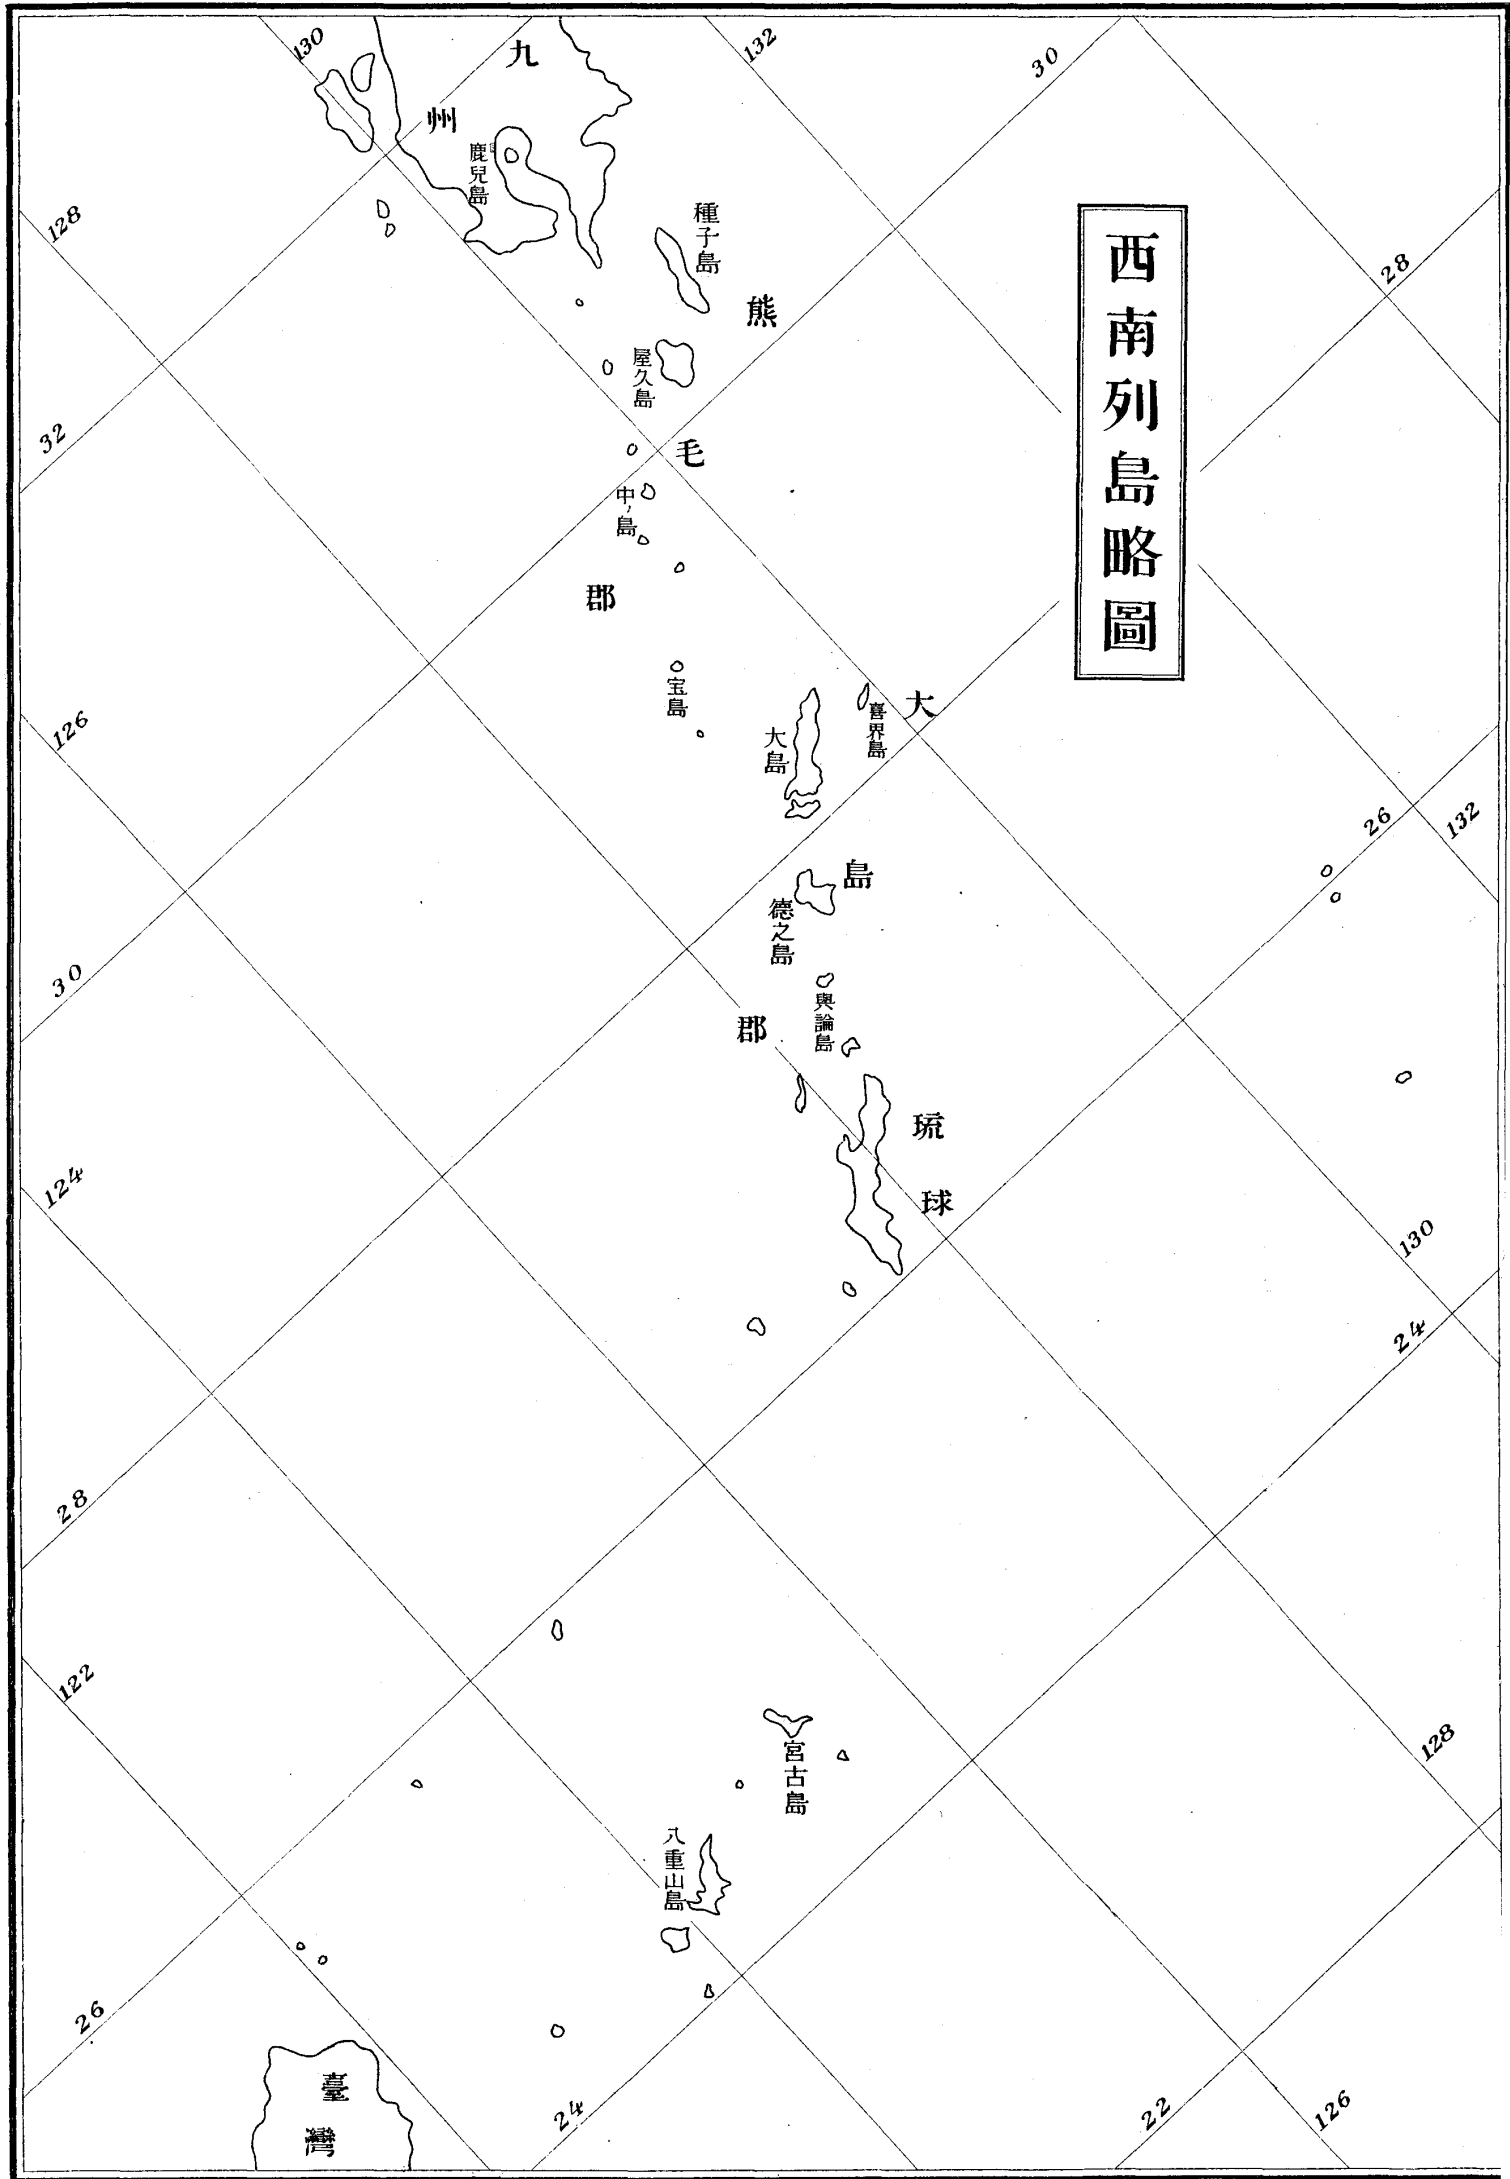 西南列島略圖
130
132
30
九州
鹿兒島
128
種子島
28
熊毛郡
屋久島
32
中ノ島
宝島
大島
喜界島
大島郡
126
26
132
德之島
30
與論島
琉球
124
130
24
28
122
128
宮古島
八重山島
26
臺灣
24
22
126